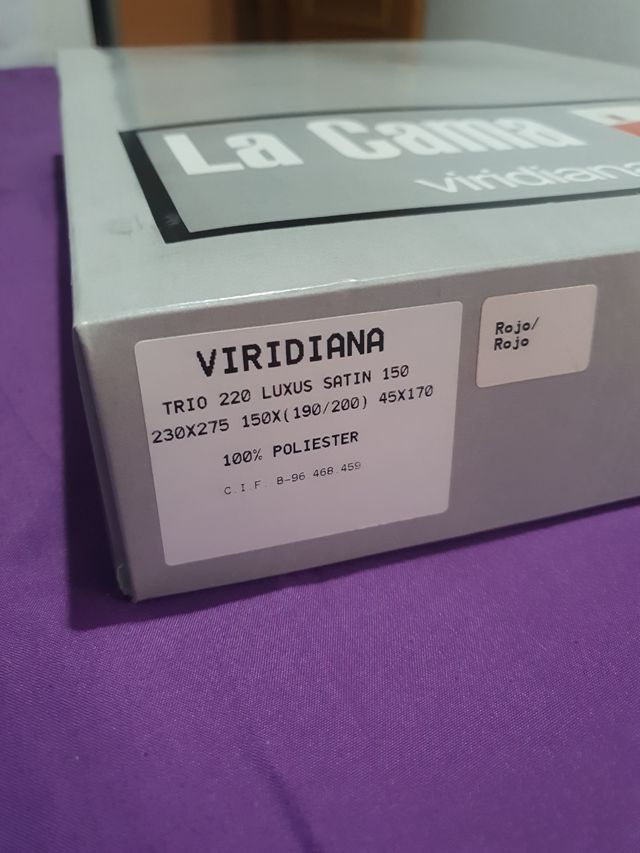 La Cama
viridiana
VIRIDIANA
TRIO 220 LUXUS SATIN 150
230X275 150X(190/200) 45X170
100% POLIESTER
C.I.F. B-96.468.459
Rojo/
Rojo